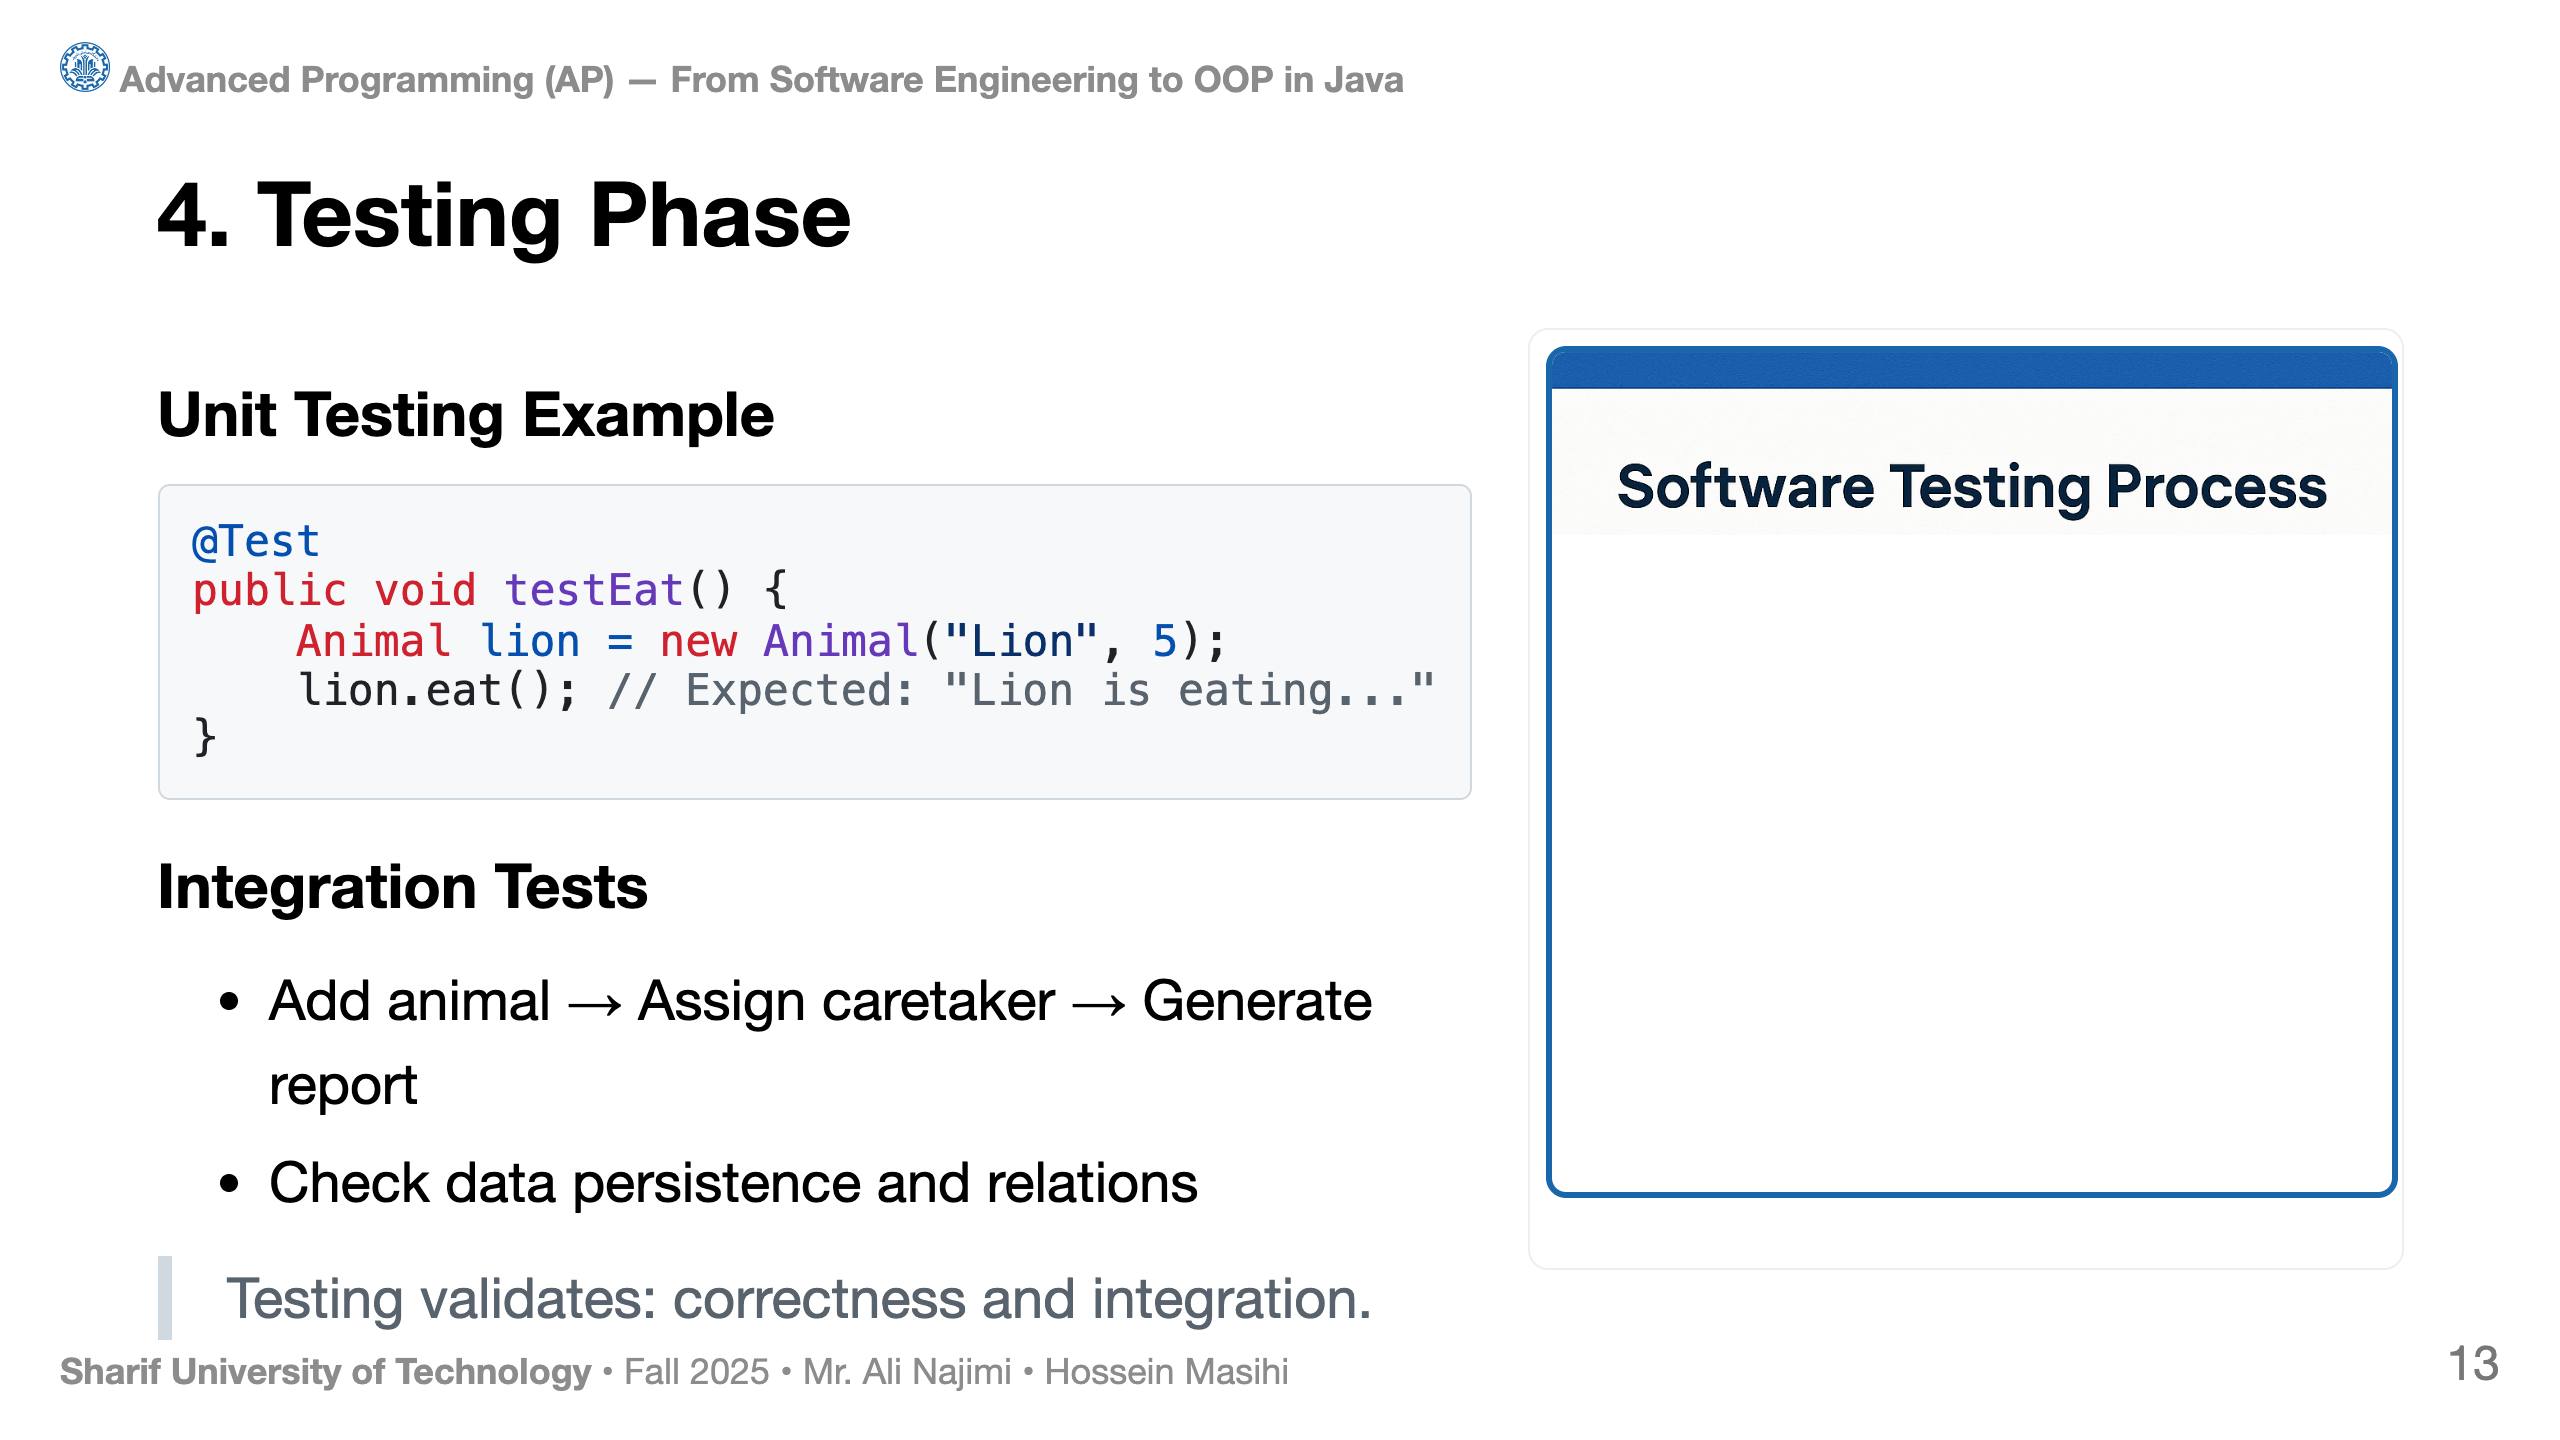 Advanced Programming (AP) — From Software Engineering to OOP in Java
4. Testing Phase
Unit Testing Example
@Test
public void testEat() {
    Animal lion = new Animal("Lion", 5);
    lion.eat(); // Expected: "Lion is eating..."
}
Integration Tests
• Add animal → Assign caretaker → Generate
report
• Check data persistence and relations
Testing validates: correctness and integration.
Software Testing Process
Sharif University of Technology • Fall 2025 • Mr. Ali Najimi • Hossein Masihi
13